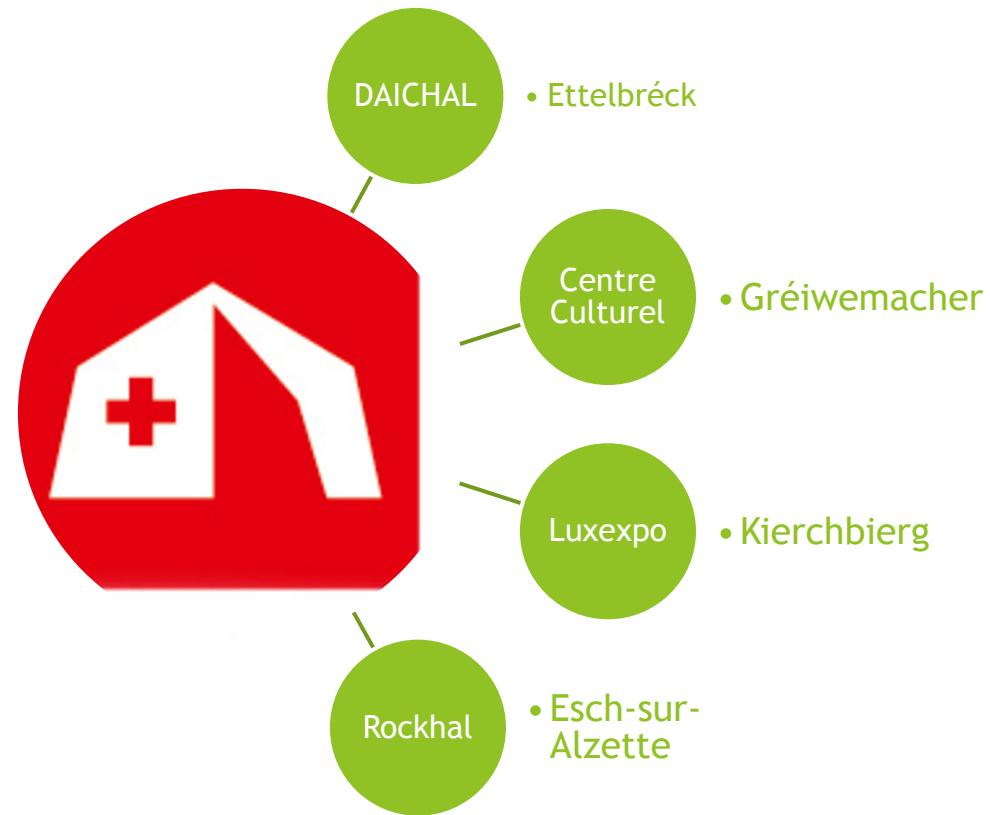 DAICHAL
• Ettelbréck
Centre
Culturel
• Gréiwemacher
Luxexpo
• Kierchbierg
Rockhal
• Esch-sur-
Alzette